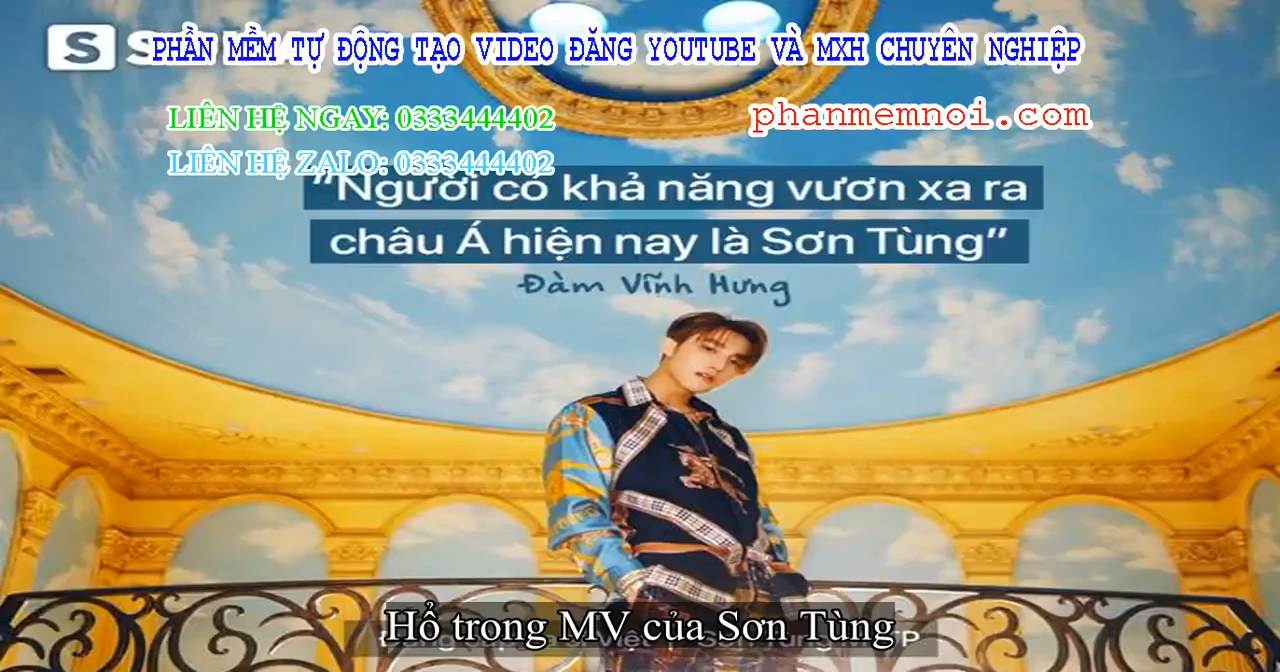 S
PHẦN MỀM TỰ ĐỘNG TẠO VIDEO ĐĂNG YOUTUBE VÀ MXH CHUYÊN NGHIỆP
LIÊN HỆ NGAY: 0333444402
phanmemnoi.com
LIÊN HỆ ZALO: 0333444402
"Người có khả năng vươn xa ra
châu Á hiện nay là Sơn Tùng"
Đàm Vĩnh Hưng
Hổ trong MV của Sơn Tùng